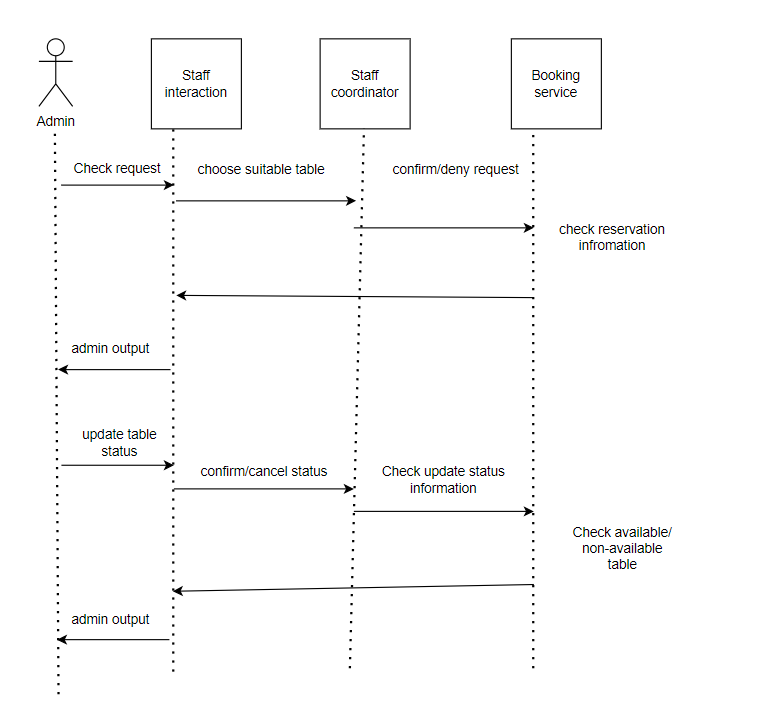 Staff
interaction
Staff
coordinator
Booking
service
Admin
Check request
choose suitable table
confirm/deny request
check reservation
infromation
admin output
update table
status
confirm/cancel status
Check update status
information
Check available/
non-available
table
admin output